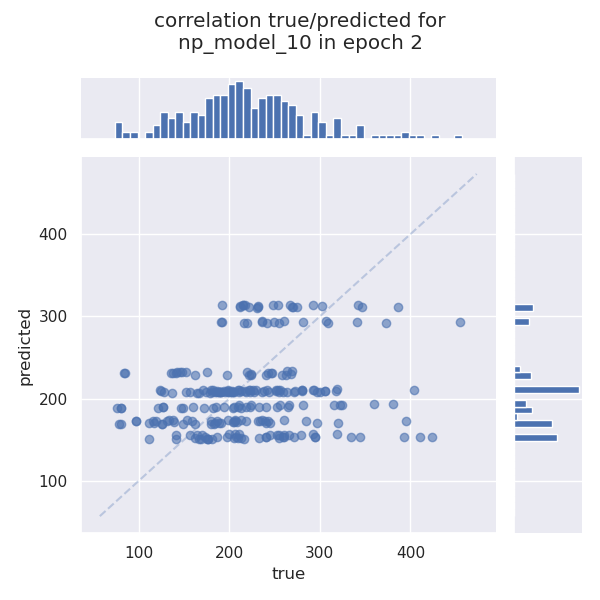 correlation true/predicted for
np_model_10 in epoch 2
400
300
200
100
predicted
100 200 300 400
true